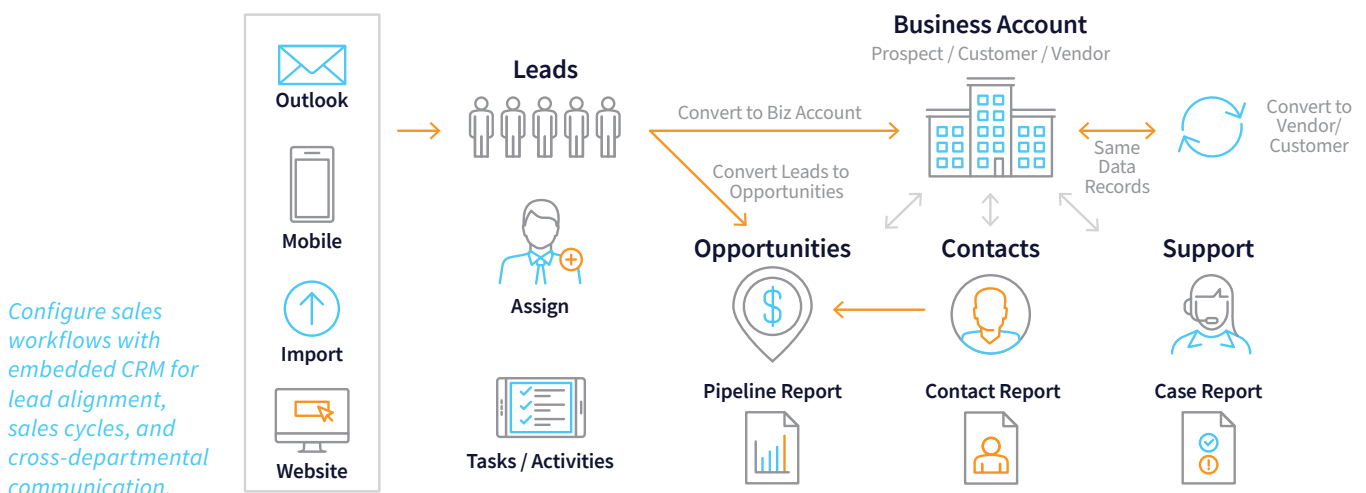 Configure sales
workflows with
embedded CRM for
lead alignment,
sales cycles, and
cross-departmental
communication.
Outlook
Mobile
Import
Website
Leads
Assign
Tasks / Activities
Convert to Biz Account
Convert Leads to
Opportunities
Business Account
Prospect / Customer / Vendor
Same
Data
Records
Convert to
Vendor/
Customer
Opportunities
Contacts
Support
$
Pipeline Report
Contact Report
Case Report